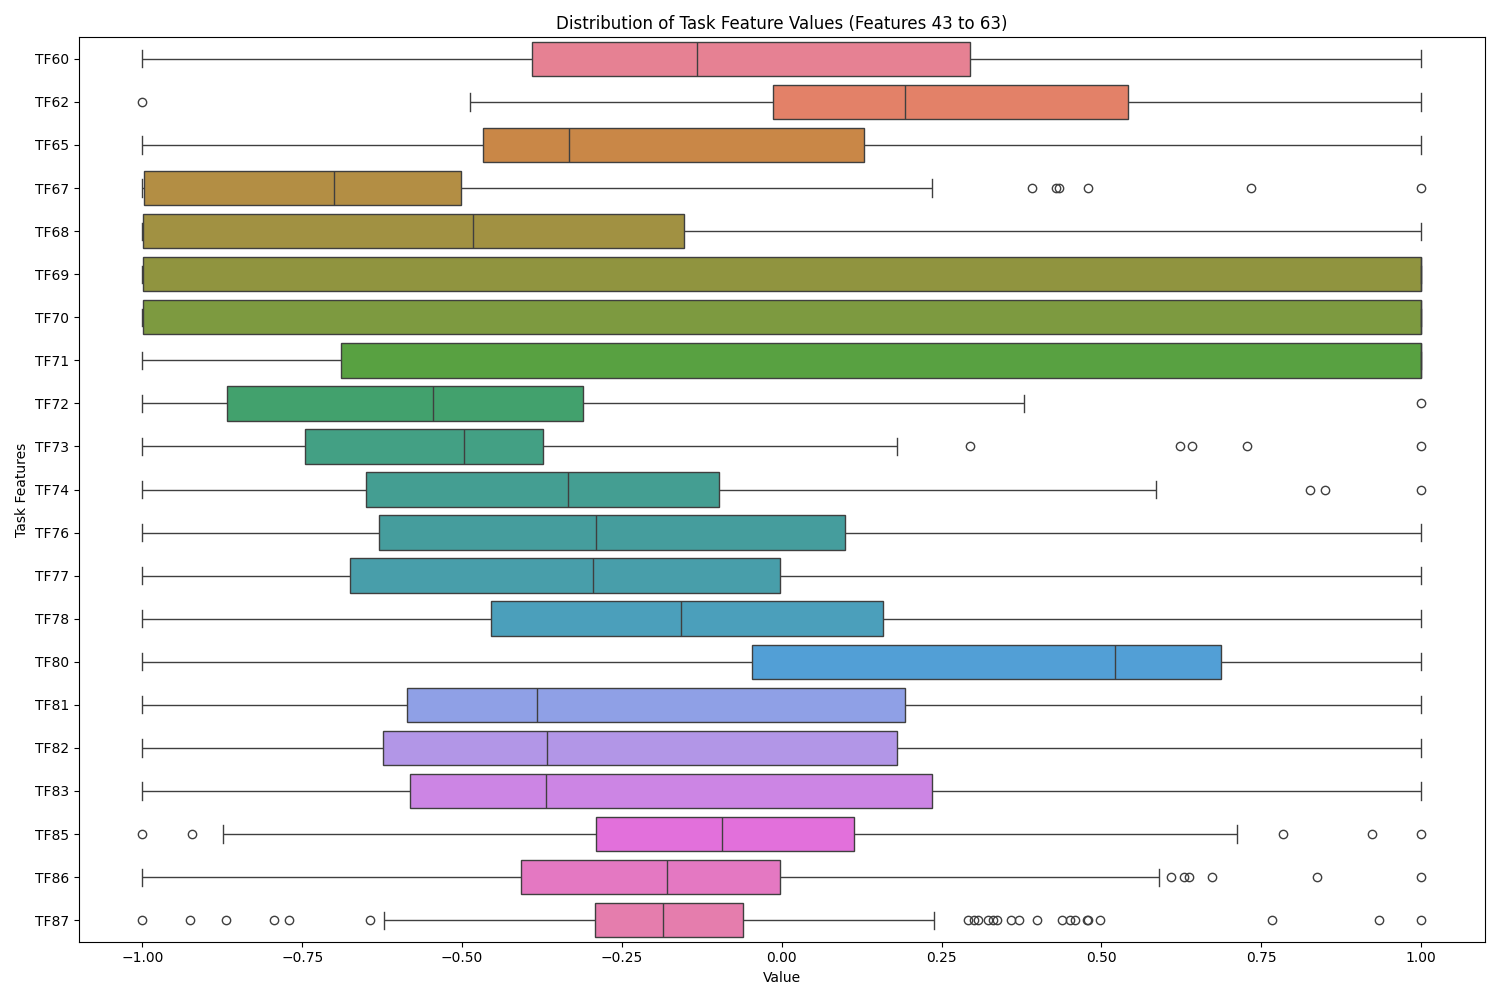 Distribution of Task Feature Values (Features 43 to 63)
TF60
TF62
TF65
TF67
TF68
TF69
TF70
TF71
TF72
TF73
TF74
TF76
TF77
TF78
TF80
TF81
TF82
TF83
TF85
TF86
TF87
Task Features
−1.00 −0.75 −0.50 −0.25 0.00 0.25 0.50 0.75 1.00
Value